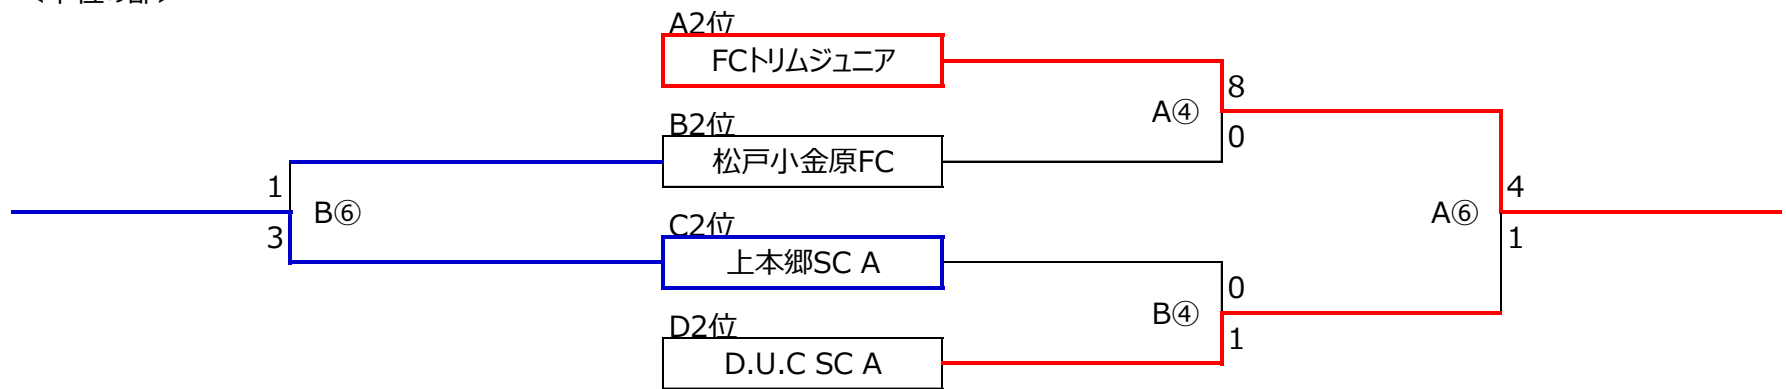 A2位
FCトリムジュニア
8
A④
0
B2位
松戸小金原FC
1
B⑥
3
4
A⑥
1
C2位
上本郷SC A
0
B④
1
D2位
D.U.C SC A